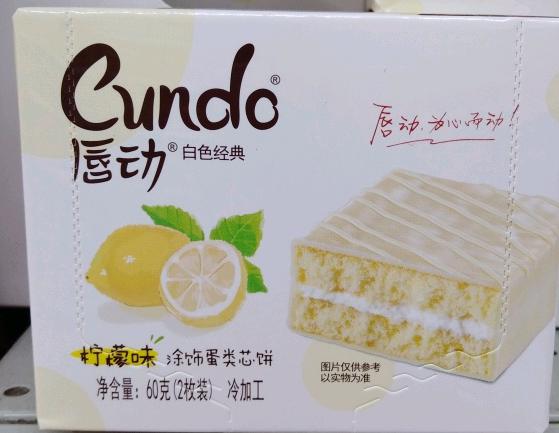 Cundo®
唇动® 白色经典
唇动,为心而动!
柠檬味 涂饰蛋类芯饼
净含量: 60克(2枚装) 冷加工
图片仅供参考
以实物为准